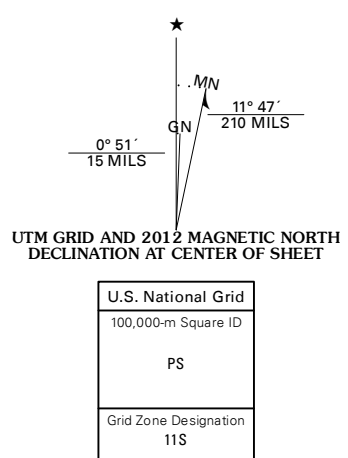 ★
MN
11° 47´
210 MILS
GN
0° 51´
15 MILS
UTM GRID AND 2012 MAGNETIC NORTH
DECLINATION AT CENTER OF SHEET
U.S. National Grid
100,000-m Square ID
PS
Grid Zone Designation
11S